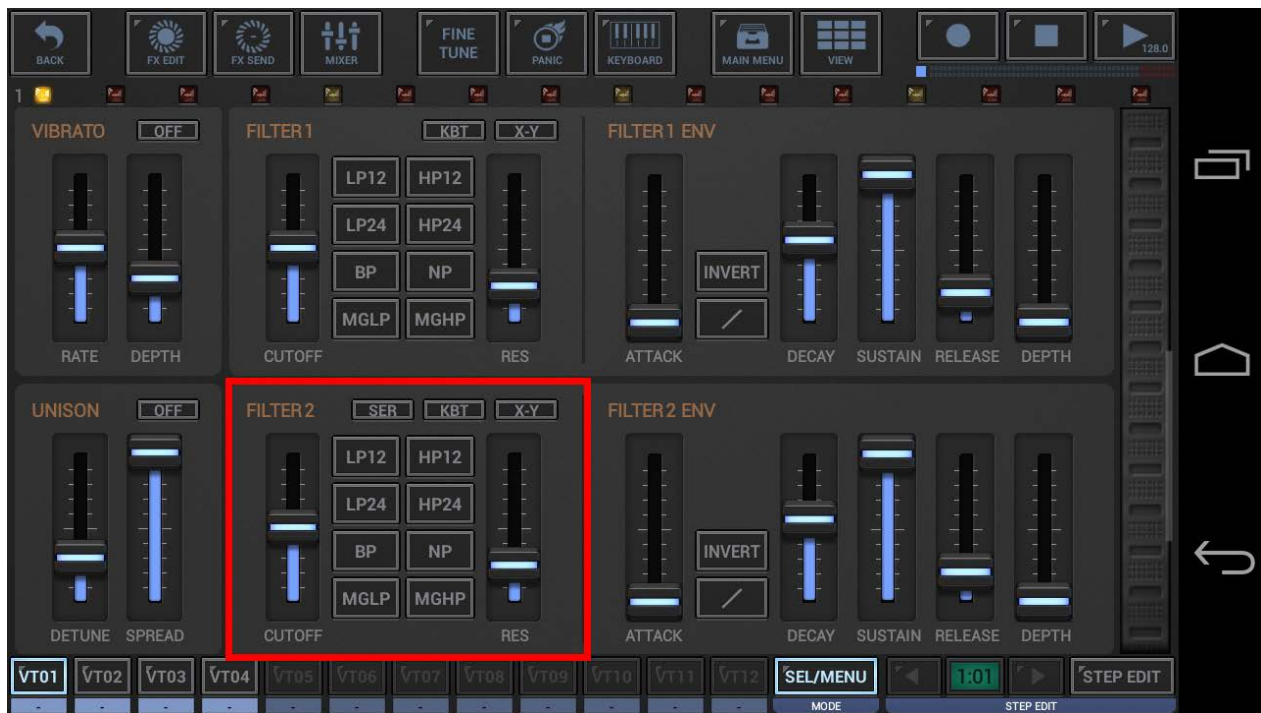 BACK FX EDIT FX SEND MIXER FINE TUNE PANIC KEYBOARD MAIN MENU VIEW 128.0
1
VIBRATO OFF FILTER 1 KBT X-Y FILTER 1 ENV
LP12 HP12
LP24 HP24
BP NP INVERT
MGLP MGHP
RATE DEPTH CUTOFF RES ATTACK DECAY SUSTAIN RELEASE DEPTH
UNISON OFF FILTER 2 SER KBT X-Y FILTER 2 ENV
LP12 HP12
LP24 HP24
BP NP INVERT
MGLP MGHP
DETUNE SPREAD CUTOFF RES ATTACK DECAY SUSTAIN RELEASE DEPTH
VT01 VT02 VT03 VT04 VT05 VT06 VT07 VT08 VT09 VT10 VT11 VT12 SEL/MENU 1:01 STEP EDIT
- - - - - - - - - - - - MODE STEP EDIT